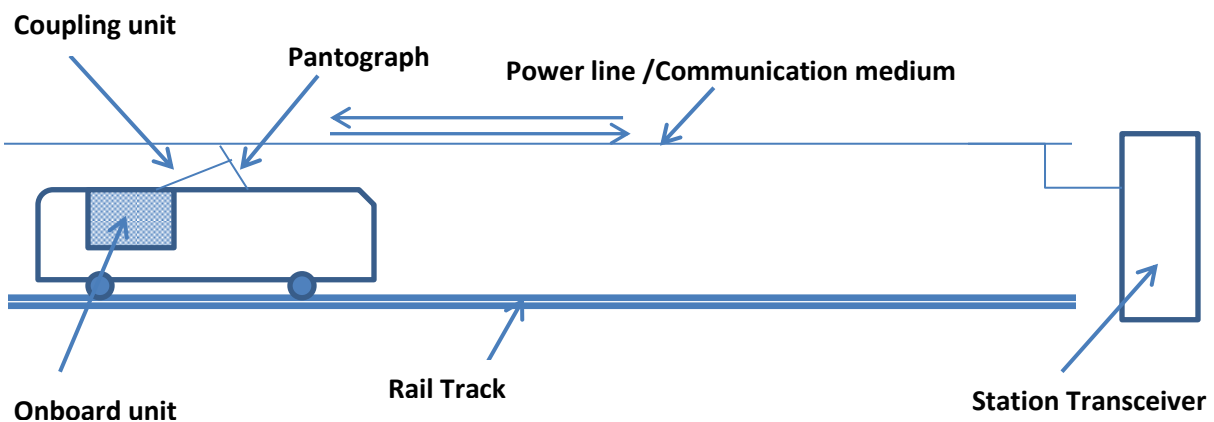 Coupling unit
Pantograph
Power line /Communication medium
Rail Track
Station Transceiver
Onboard unit